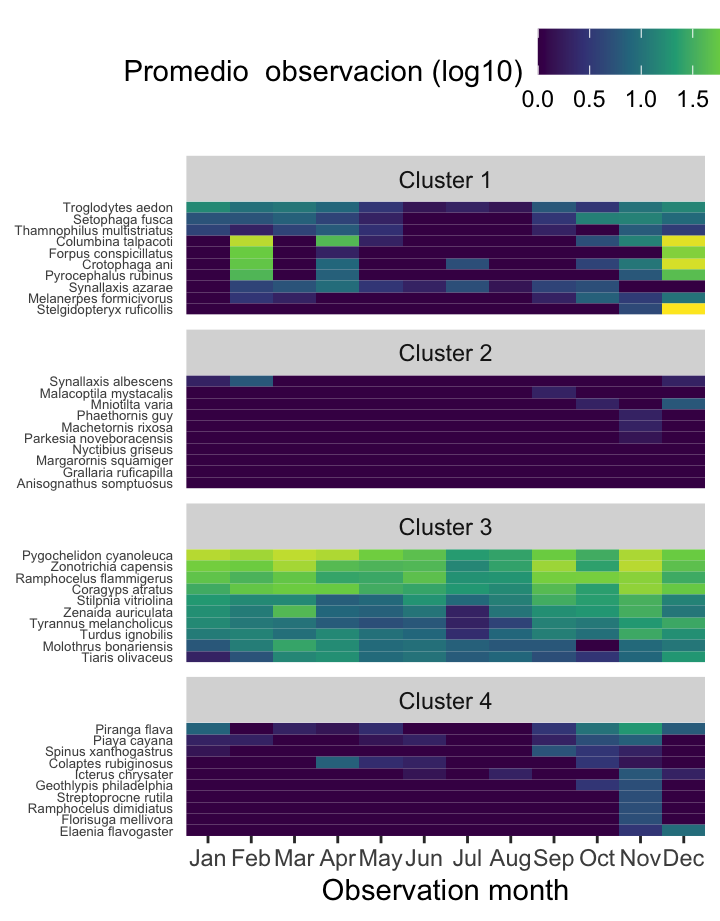 Promedio  observacion (log10)
0.0 0.5 1.0 1.5
Cluster 1
Troglodytes aedon
Setophaga fusca
Thamnophilus multistriatus
Columbina talpacoti
Forpus conspicillatus
Crotophaga ani
Pyrocephalus rubinus
Synallaxis azarae
Melanerpes formicivorus
Stelgidopteryx ruficollis
Cluster 2
Synallaxis albescens
Malacoptila mystacalis
Mniotilta varia
Phaethornis guy
Machetornis rixosa
Parkesia noveboracensis
Nyctibius griseus
Margarornis squamiger
Grallaria ruficapilla
Anisognathus somptuosus
Cluster 3
Pygochelidon cyanoleuca
Zonotrichia capensis
Ramphocelus flammigerus
Coragyps atratus
Stilpnia vitriolina
Zenaida auriculata
Tyrannus melancholicus
Turdus ignobilis
Molothrus bonariensis
Tiaris olivaceus
Cluster 4
Piranga flava
Piaya cayana
Spinus xanthogastrus
Colaptes rubiginosus
Icterus chrysater
Geothlypis philadelphia
Streptoprocne rutila
Ramphocelus dimidiatus
Florisuga mellivora
Elaenia flavogaster
Jan Feb Mar Apr May Jun Jul Aug Sep Oct Nov Dec
Observation month